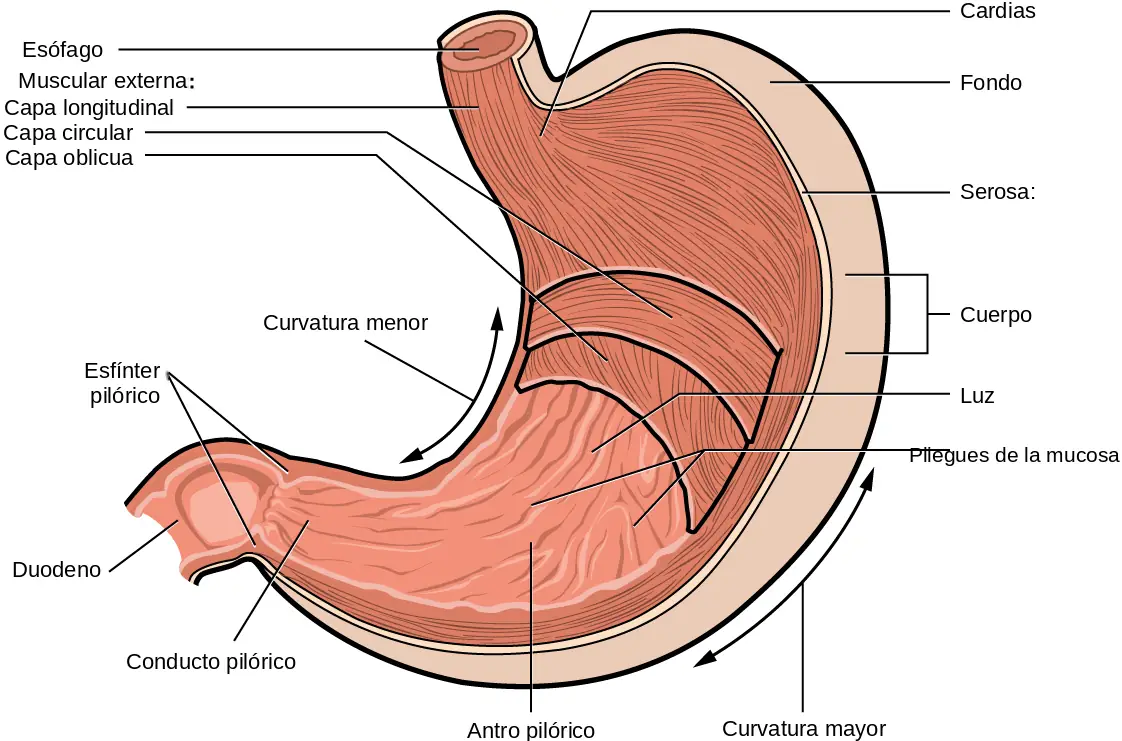 Cardias
Esófago
Muscular externa:
Fondo
Capa longitudinal
Capa circular
Capa oblicua
Serosa:
Cuerpo
Curvatura menor
Esfínter
pilórico
Luz
Pliegues de la mucosa
Duodeno
Conducto pilórico
Antro pilórico
Curvatura mayor